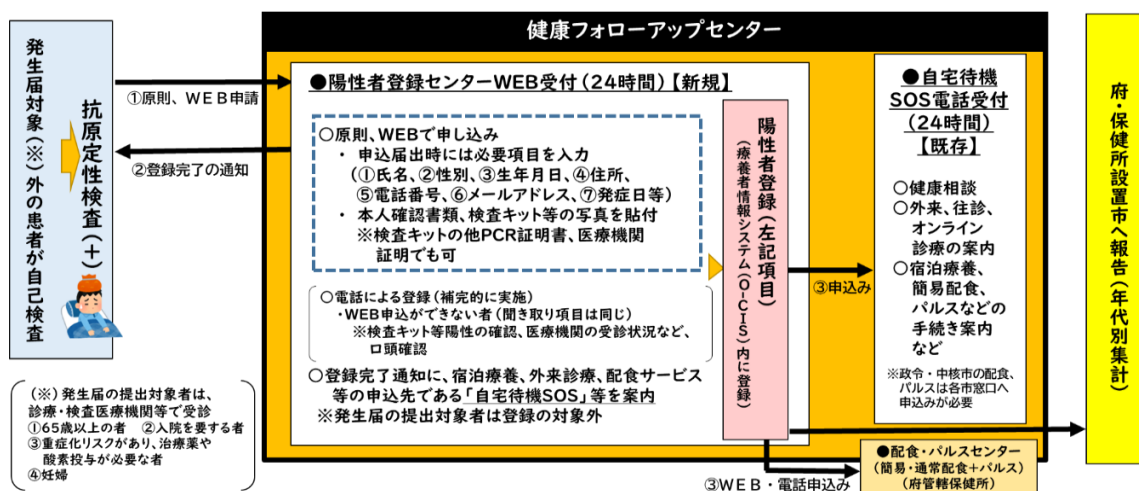 健康フォローアップセンター
発生届対象(※)外の患者が自己検査
抗原定性検査(+)
①原則、WEB申請
②登録完了の通知
(※)発生届の提出対象者は、
診療・検査医療機関等で受診
①65歳以上の者 ②入院を要する者
③重症化リスクがあり、治療薬や
酸素投与が必要な者
④妊婦
●陽性者登録センターWEB受付(24時間)【新規】
○原則、WEBで申し込み
・ 申込届出時には必要項目を入力
(①氏名、②性別、③生年月日、④住所、
⑤電話番号、⑥メールアドレス、⑦発症日等)
・ 本人確認書類、検査キット等の写真を貼付
※検査キットの他PCR証明書、医療機関
証明でも可
○電話による登録(補完的に実施)
・WEB申込ができない者(聞き取り項目は同じ)
※検査キット等陽性の確認、医療機関の受診状況など、
口頭確認
○登録完了通知に、宿泊療養、外来診療、配食サービス
等の申込先である「自宅待機SOS」等を案内
※発生届の提出対象者は登録の対象外
陽性者登録(左記項目)
(療養者情報システム(O-CIS)内に登録)
③申込み
③WEB・電話申込み
●自宅待機
SOS電話受付
(24時間)
【既存】
○健康相談
○外来、往診、
オンライン
診療の案内
○宿泊療養、
簡易配食、
パルスなどの
手続き案内
など
※政令・中核市の配食、
パルスは各市窓口へ
申込みが必要
●配食・パルスセンター
(簡易・通常配食+パルス)
(府管轄保健所)
府・保健所設置市へ報告(年代別集計)